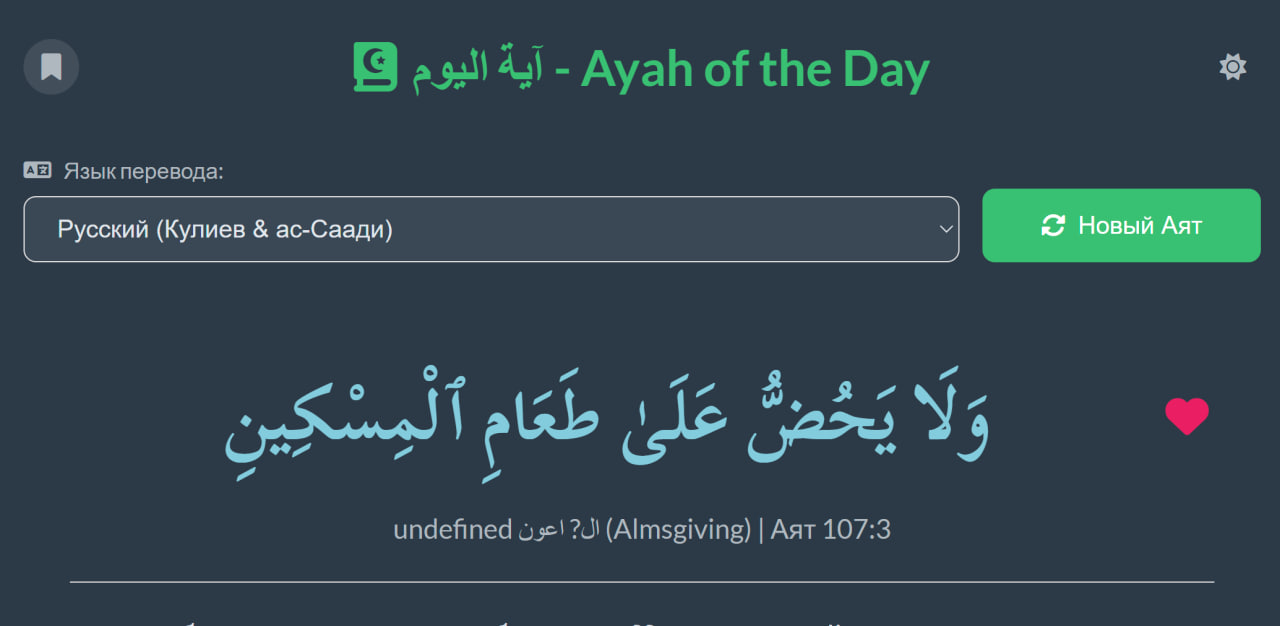 آية اليوم - Ayah of the Day
Язык перевода:
Русский (Кулиев & ас-Саади)
Новый Аят
وَلَا يَحُضُّ عَلَىٰ طَعَامِ ٱلْمِسْكِينِ
undefined ال? اعون (Almsgiving) | Аят 107:3